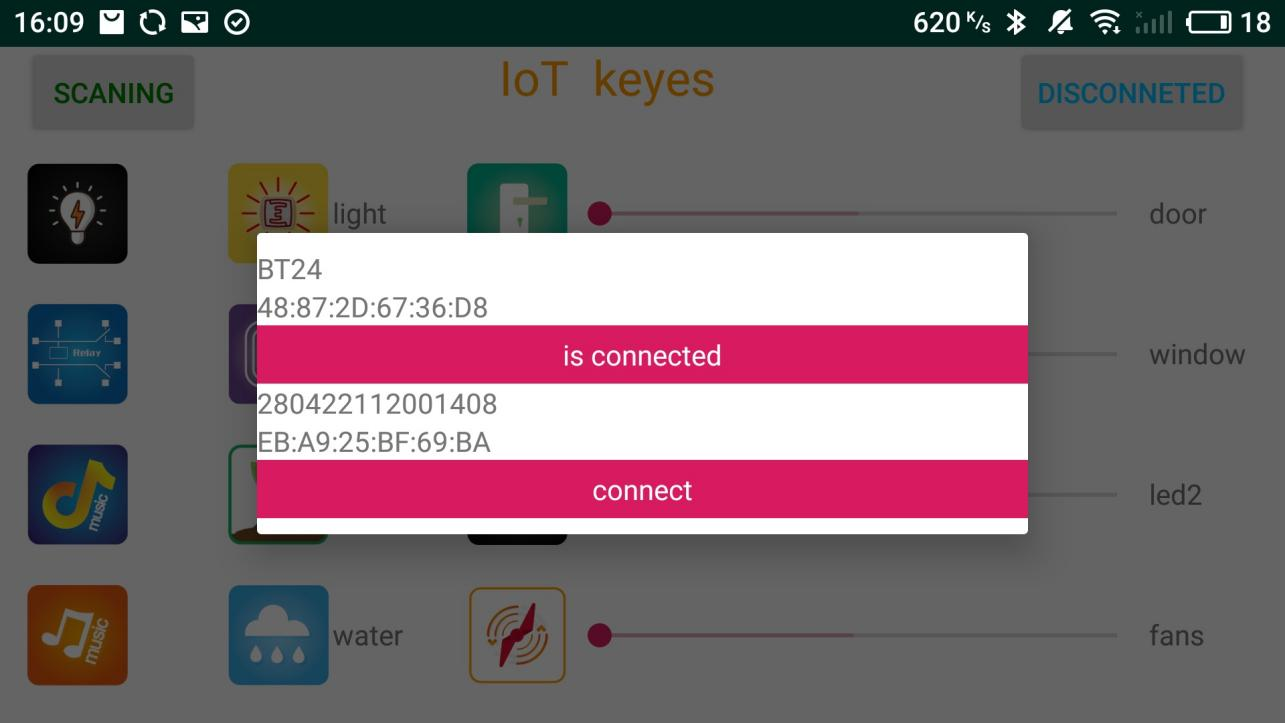 16:09 620 K/s 18
SCANING
IoT keyes
DISCONNETED
light
door
BT24
48:87:2D:67:36:D8
is connected
Relay
window
280422112001408
EB:A9:25:BF:69:BA
connect
music
led2
music
water
fans